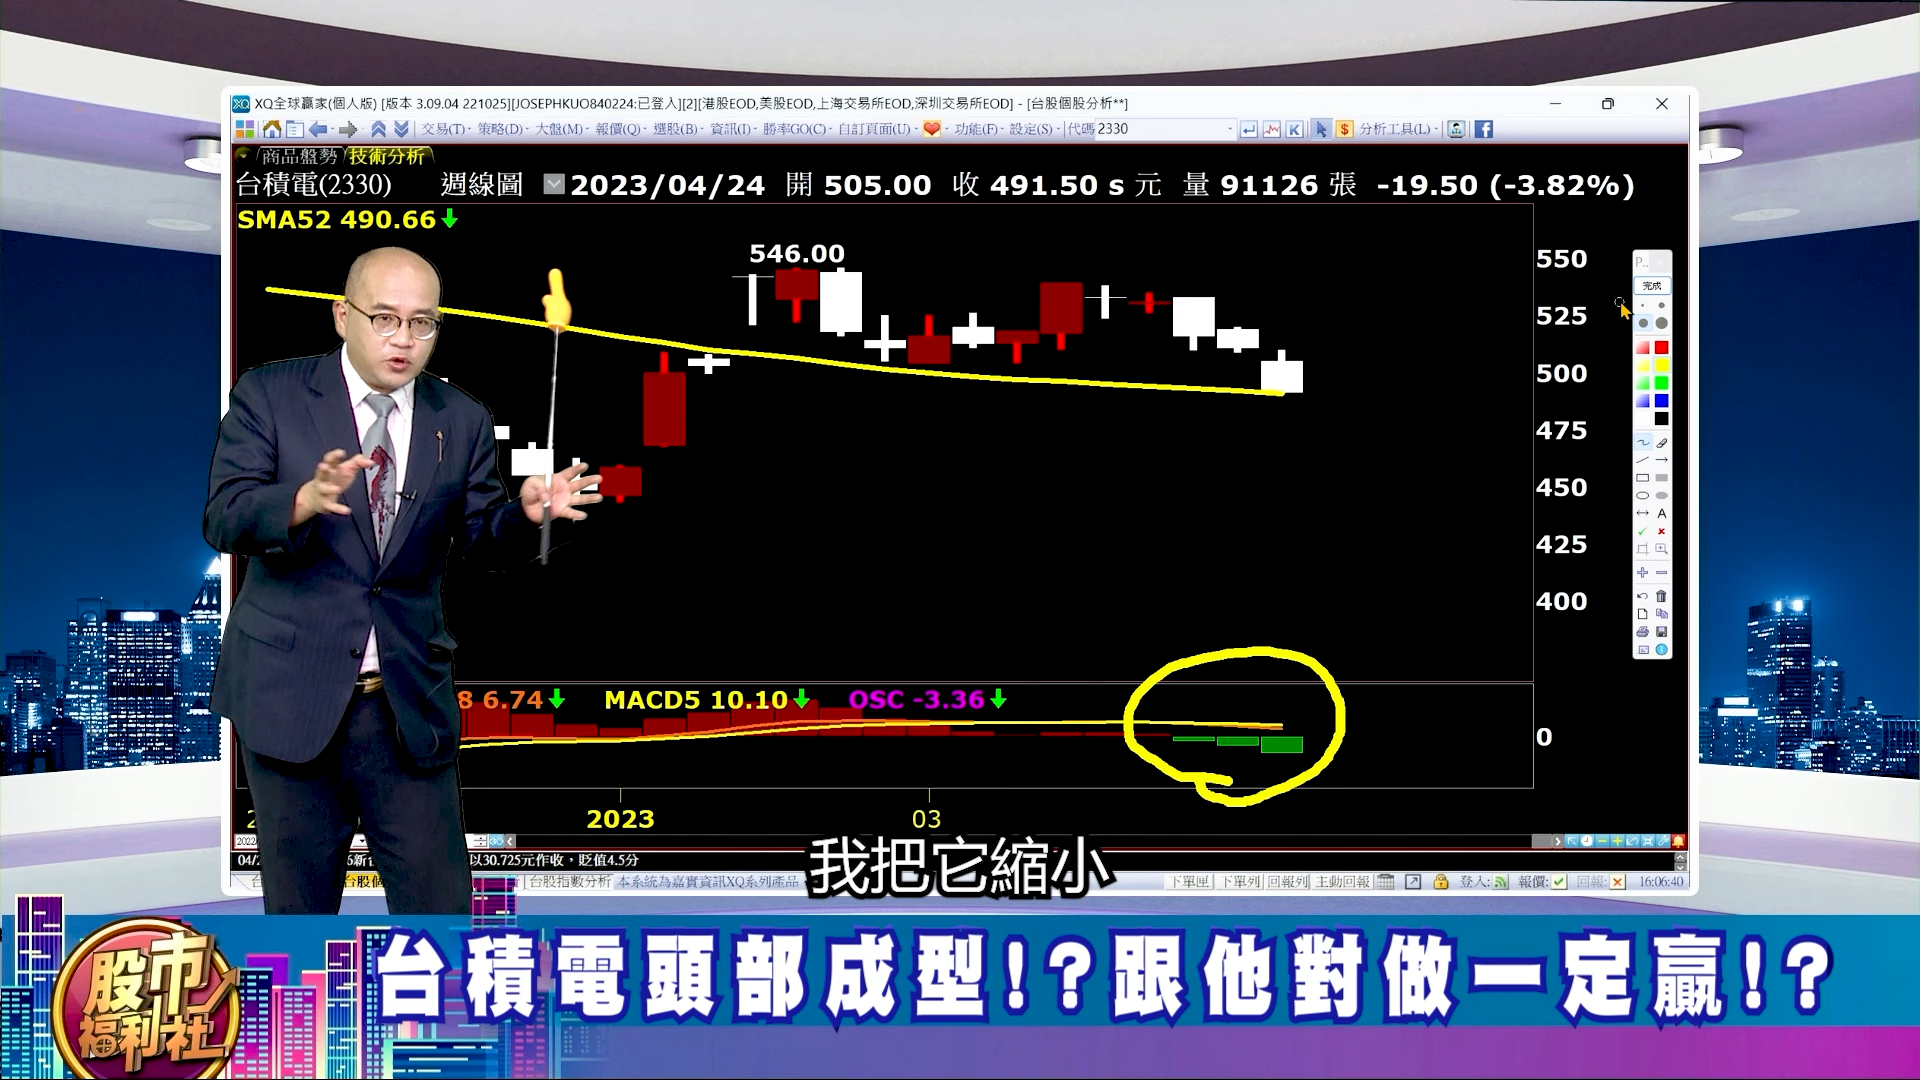 XQ全球贏家(個人版) [版本 3.09.04 221025][JOSEPHKUO840224:已登入][2][港股EOD,美股EOD,上海交易所EOD,深圳交易所EOD] - [台股個股分析**]
交易(T) 策略(D) 大盤(M) 報價(Q) 選股(B) 資訊(I) 勝率GO(C) 自訂頁面(U) 功能(F) 設定(S) 代碼 2330 分析工具(L)
商品盤勢 技術分析
台積電(2330) 週線圖 2023/04/24 開 505.00 收 491.50 s 元 量 91126 張 -19.50 (-3.82%)
SMA52 490.66
546.00
550
525
500
475
450
425
400
P..
完成
A
8 6.74 MACD5 10.10 OSC -3.36
0
2023
03
以30.725元作收，貶值4.5分
台股指數分析 本系統為嘉實資訊XQ系列產品
下單匣 下單列 回報列 主動回報 登入: 報價: 回報: 16:06:40
我把它縮小
台積電頭部成型!?跟他對做一定贏!?
股市
福利社